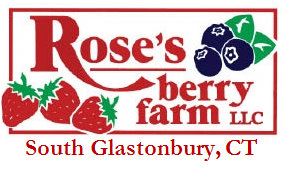 Rose's
berry
farm LLC
South Glastonbury, CT